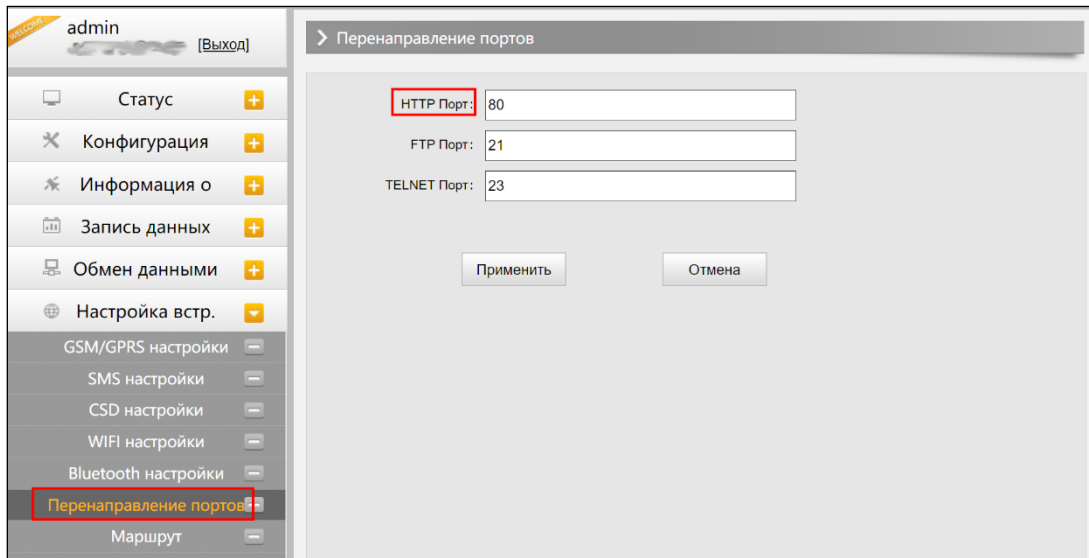 WELCOME
admin
[Выход]
Статус
Конфигурация
Информация о
Запись данных
Обмен данными
Настройка встр.
GSM/GPRS настройки
SMS настройки
CSD настройки
WIFI настройки
Bluetooth настройки
Перенаправление портов
Маршрут
Перенаправление портов
HTTP Порт: 80
FTP Порт: 21
TELNET Порт: 23
Применить Отмена